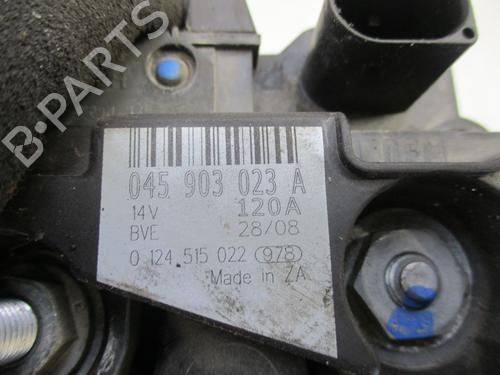 B-PARTS
045 903 023 A
14V 120A
BVE 28/08
0 124 515 022 978
Made in ZA